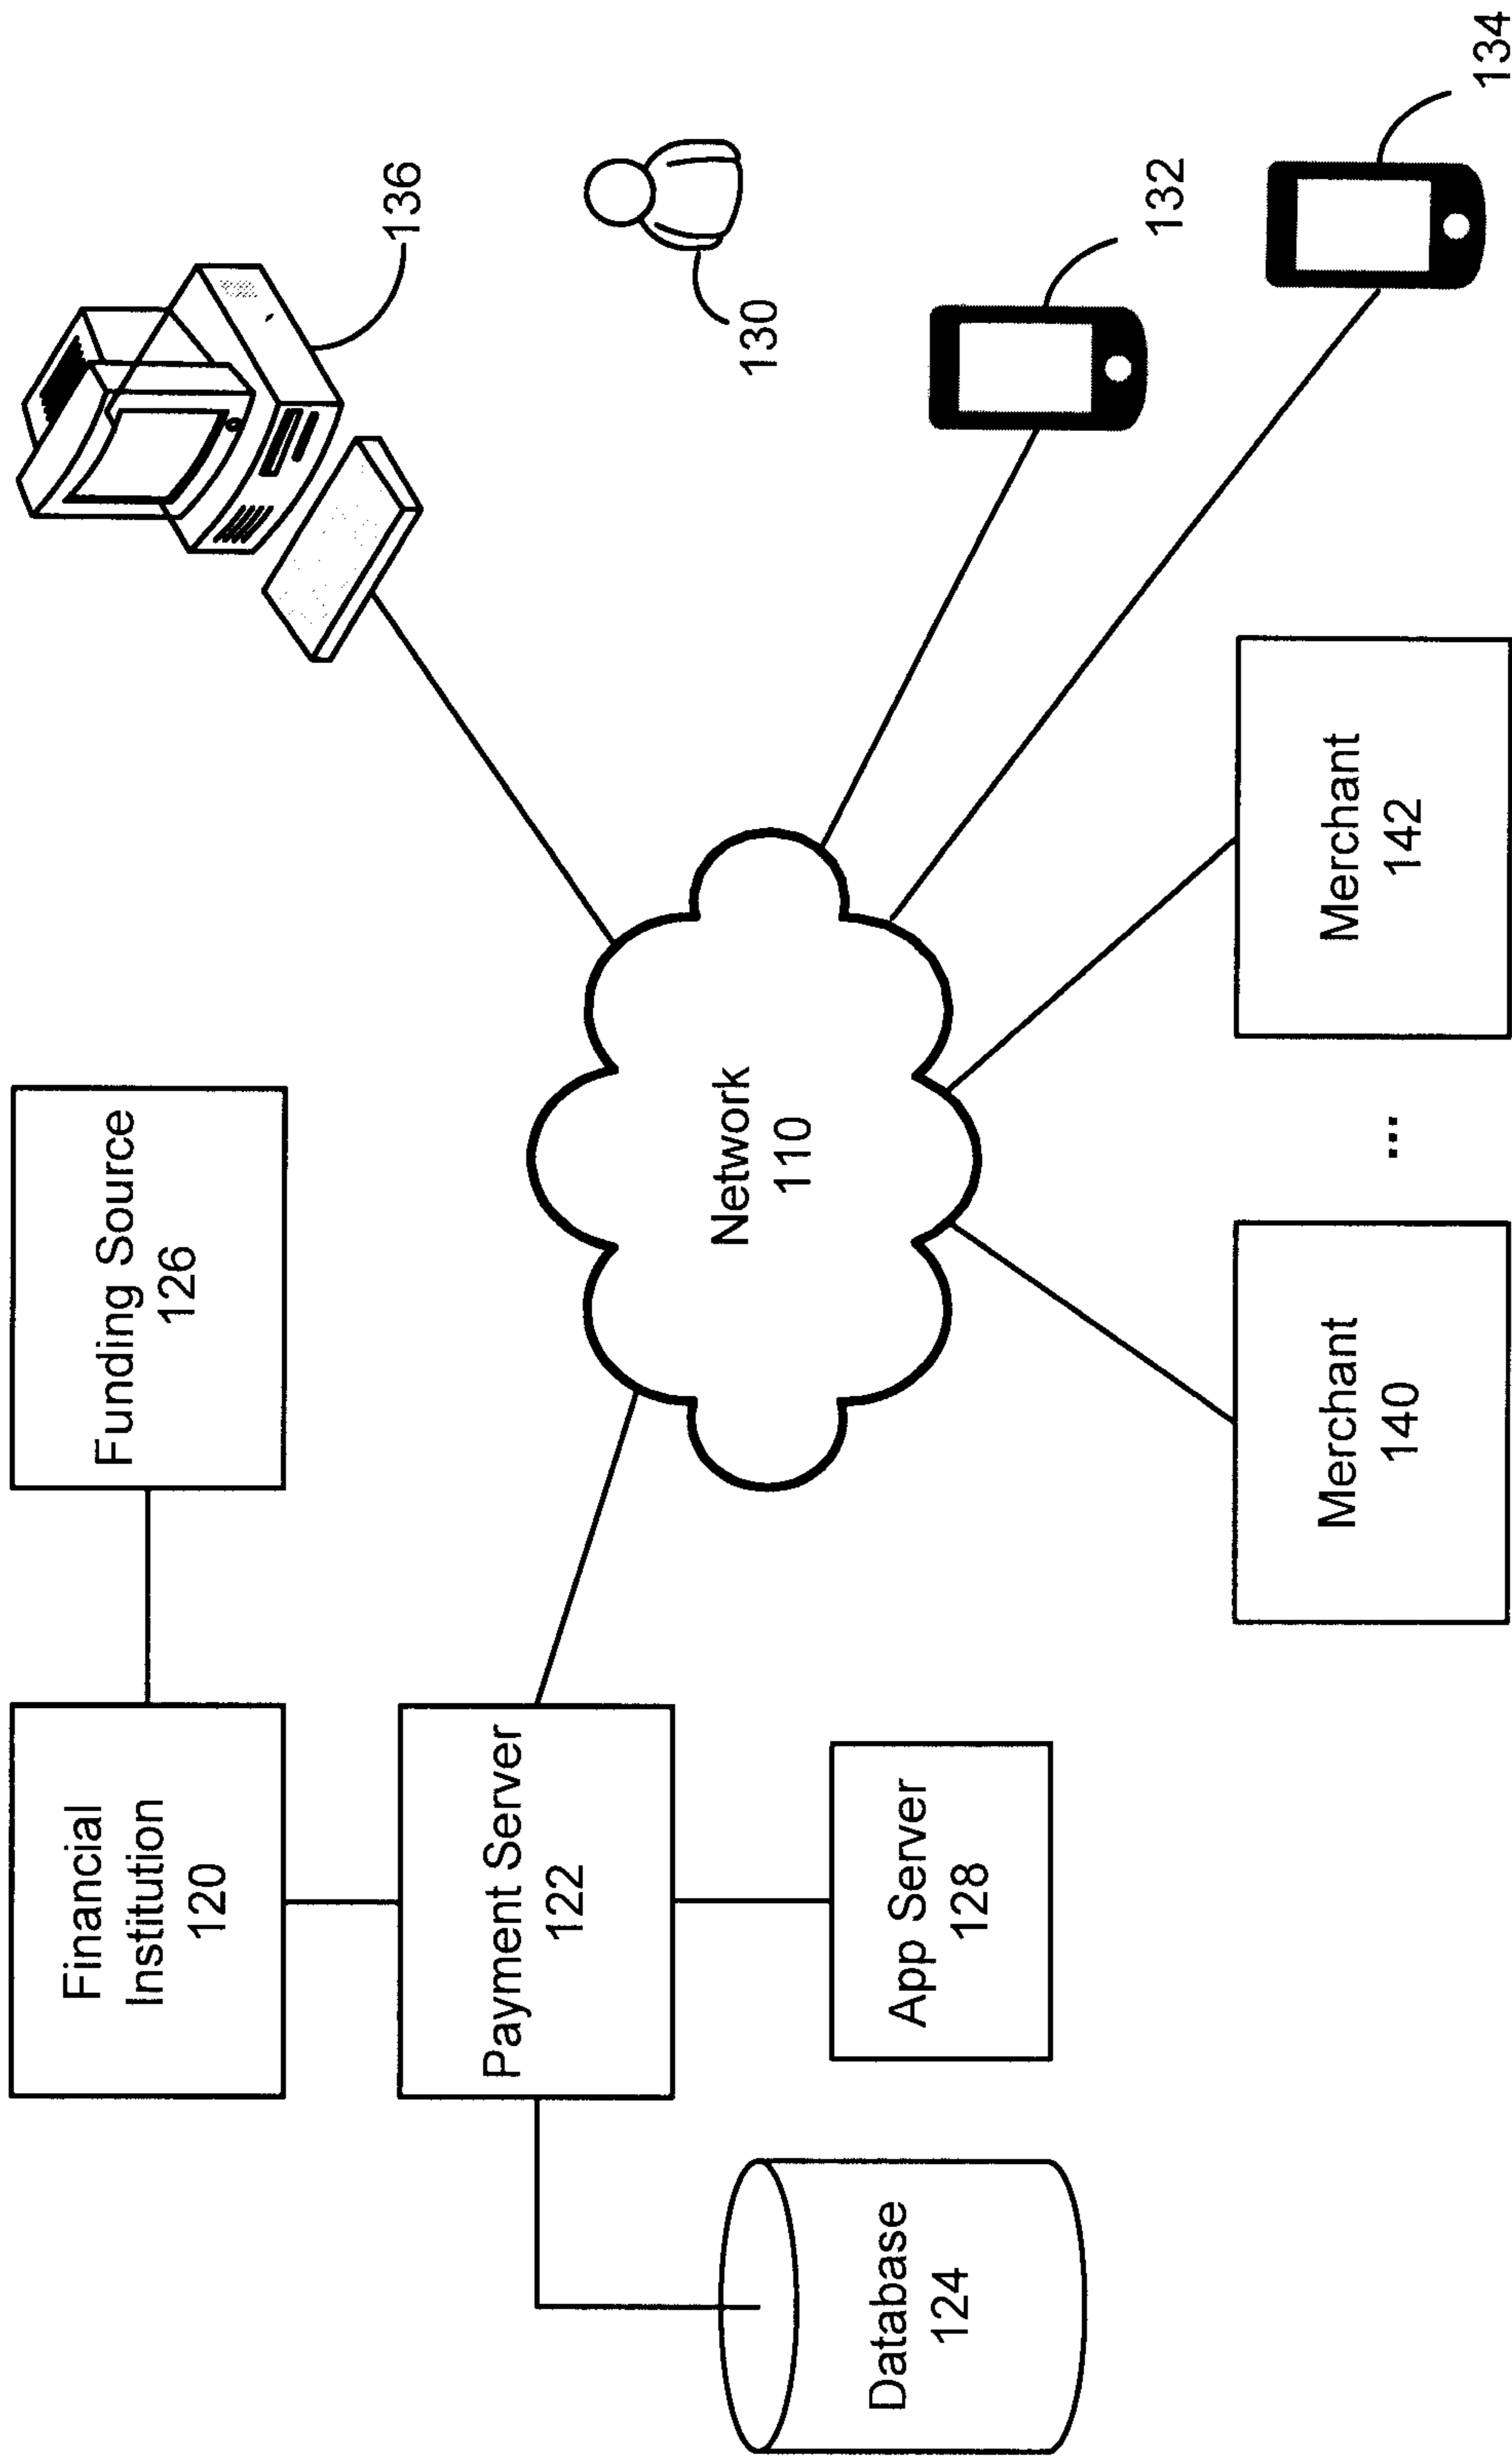 Financial
Institution
120
Funding Source
126
136
Payment Server
122
130
Network
110
App Server
128
132
Database
124
Merchant
140
...
Merchant
142
134